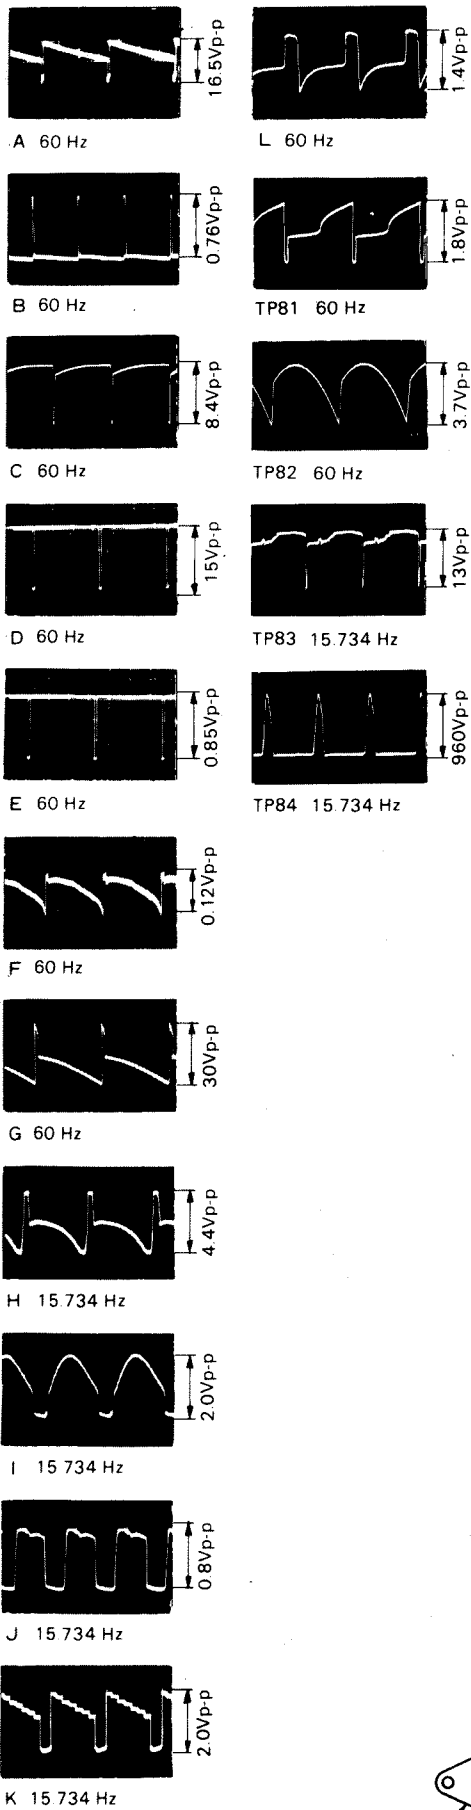 16.5Vp-p
A 60 Hz
0.76Vp-p
B 60 Hz
8.4Vp-p
C 60 Hz
15Vp-p
D 60 Hz
0.85Vp-p
E 60 Hz
0.12Vp-p
F 60 Hz
30Vp-p
G 60 Hz
4.4Vp-p
H 15.734 Hz
2.0Vp-p
I 15 734 Hz
0.8Vp-p
J 15.734 Hz
2.0Vp-p
K 15.734 Hz
1.4Vp-p
L 60 Hz
1.8Vp-p
TP81 60 Hz
3.7Vp-p
TP82 60 Hz
13Vp-p
TP83 15.734 Hz
960Vp-p
TP84 15.734 Hz